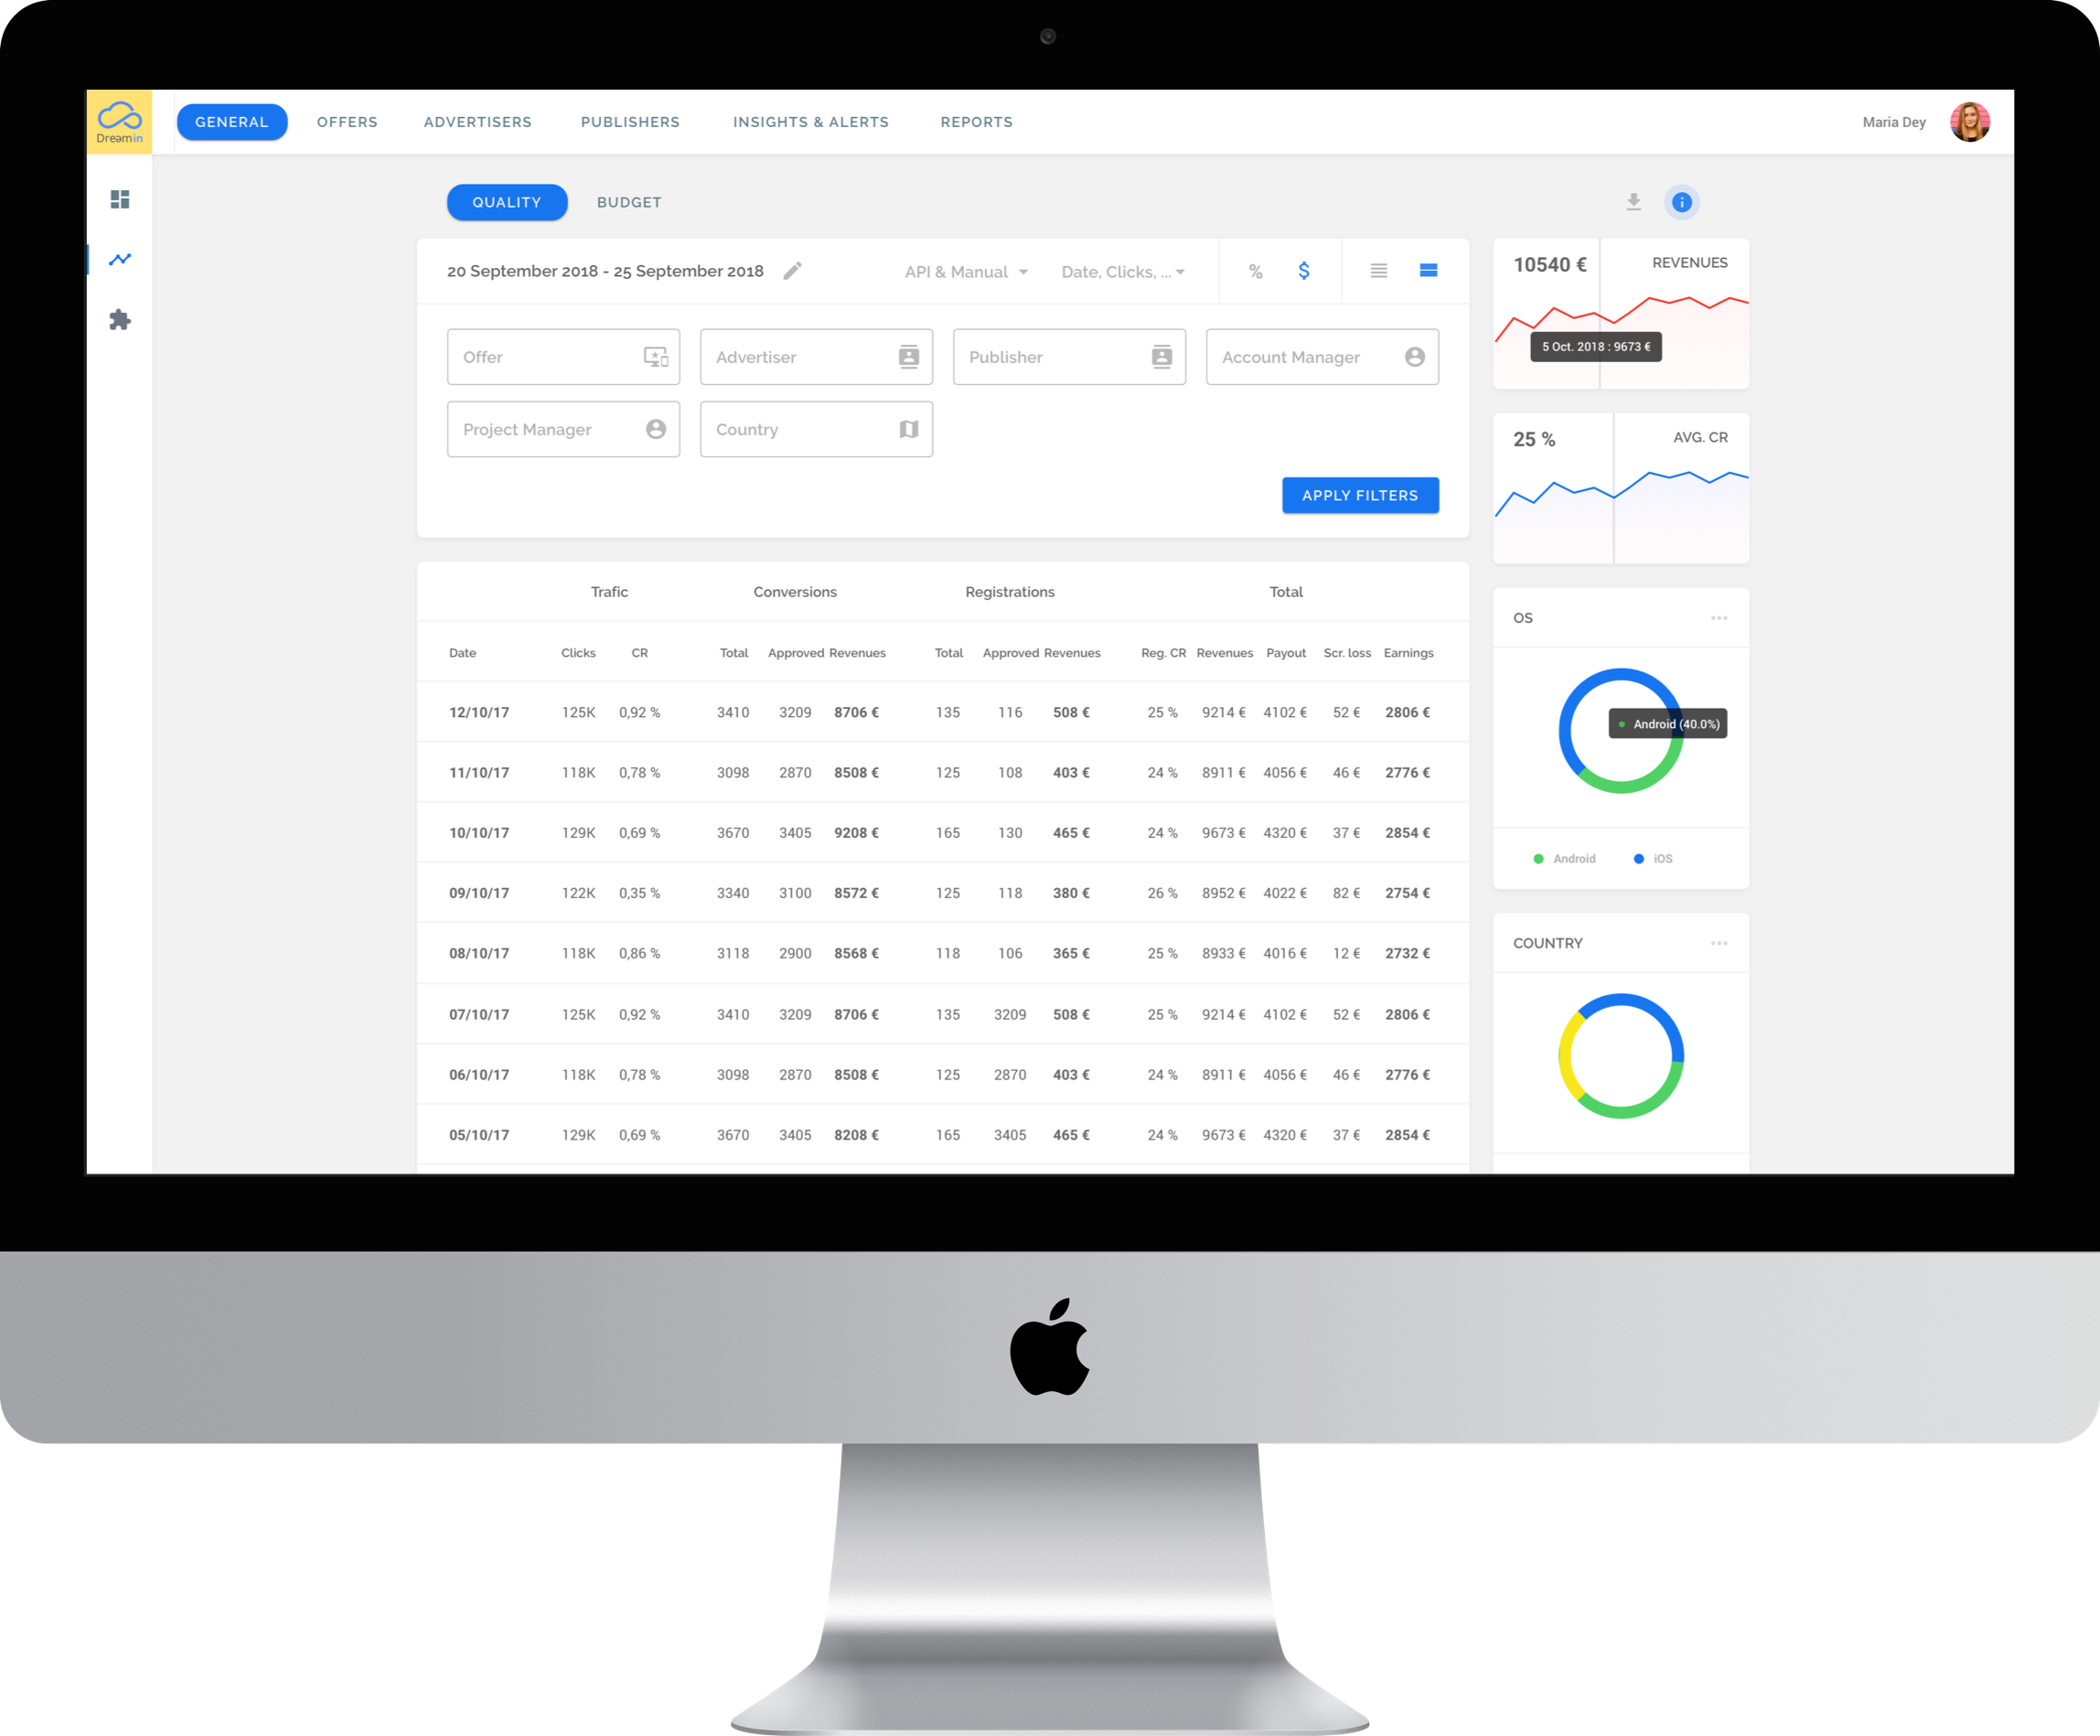 Dreamin
GENERAL OFFERS ADVERTISERS PUBLISHERS INSIGHTS & ALERTS REPORTS Maria Dey
QUALITY BUDGET
20 September 2018 - 25 September 2018 API & Manual Date, Clicks, ... % $
Offer Advertiser Publisher Account Manager
Project Manager Country
APPLY FILTERS
10540 € REVENUES
5 Oct. 2018 : 9673 €
25 % AVG. CR
Trafic Conversions Registrations Total
Date Clicks CR Total Approved Revenues Total Approved Revenues Reg. CR Revenues Payout Scr. loss Earnings
12/10/17 125K 0,92 % 3410 3209 8706 € 135 116 508 € 25 % 9214 € 4102 € 52 € 2806 €
11/10/17 118K 0,78 % 3098 2870 8508 € 125 108 403 € 24 % 8911 € 4056 € 46 € 2776 €
10/10/17 129K 0,69 % 3670 3405 9208 € 165 130 465 € 24 % 9673 € 4320 € 37 € 2854 €
09/10/17 122K 0,35 % 3340 3100 8572 € 125 118 380 € 26 % 8952 € 4022 € 82 € 2754 €
08/10/17 118K 0,86 % 3118 2900 8568 € 118 106 365 € 25 % 8933 € 4016 € 12 € 2732 €
07/10/17 125K 0,92 % 3410 3209 8706 € 135 3209 508 € 25 % 9214 € 4102 € 52 € 2806 €
06/10/17 118K 0,78 % 3098 2870 8508 € 125 2870 403 € 24 % 8911 € 4056 € 46 € 2776 €
05/10/17 129K 0,69 % 3670 3405 8208 € 165 3405 465 € 24 % 9673 € 4320 € 37 € 2854 €
OS
Android (40.0%)
Android iOS
COUNTRY